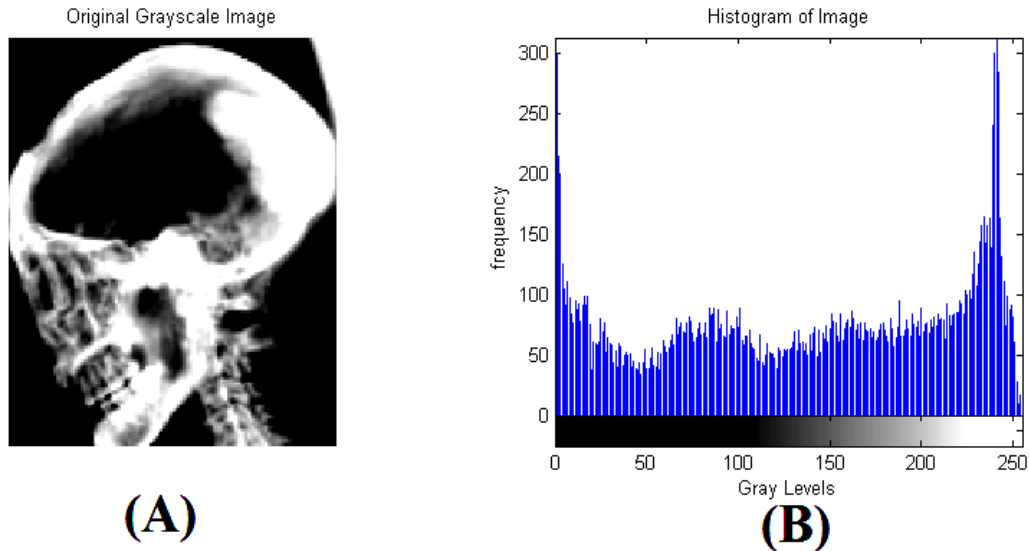 Original Grayscale Image
Histogram of Image
300
250
200
150
100
50
0
frequency
0 50 100 150 200 250
Gray Levels
(A)
(B)